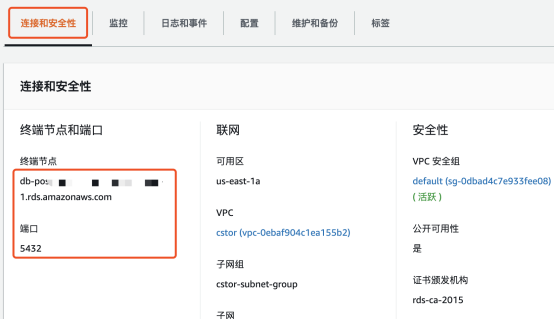 连接和安全性
监控
日志和事件
配置
维护和备份
标签
连接和安全性
终端节点和端口
终端节点
db-pos
1.rds.amazonaws.com
端口
5432
联网
可用区
us-east-1a
VPC
cstor (vpc-0ebaf904c1ea155b2)
子网组
cstor-subnet-group
子网
安全性
VPC 安全组
default (sg-0dbad4c7e933fee08)
( 活跃 )
公开可用性
是
证书颁发机构
rds-ca-2015